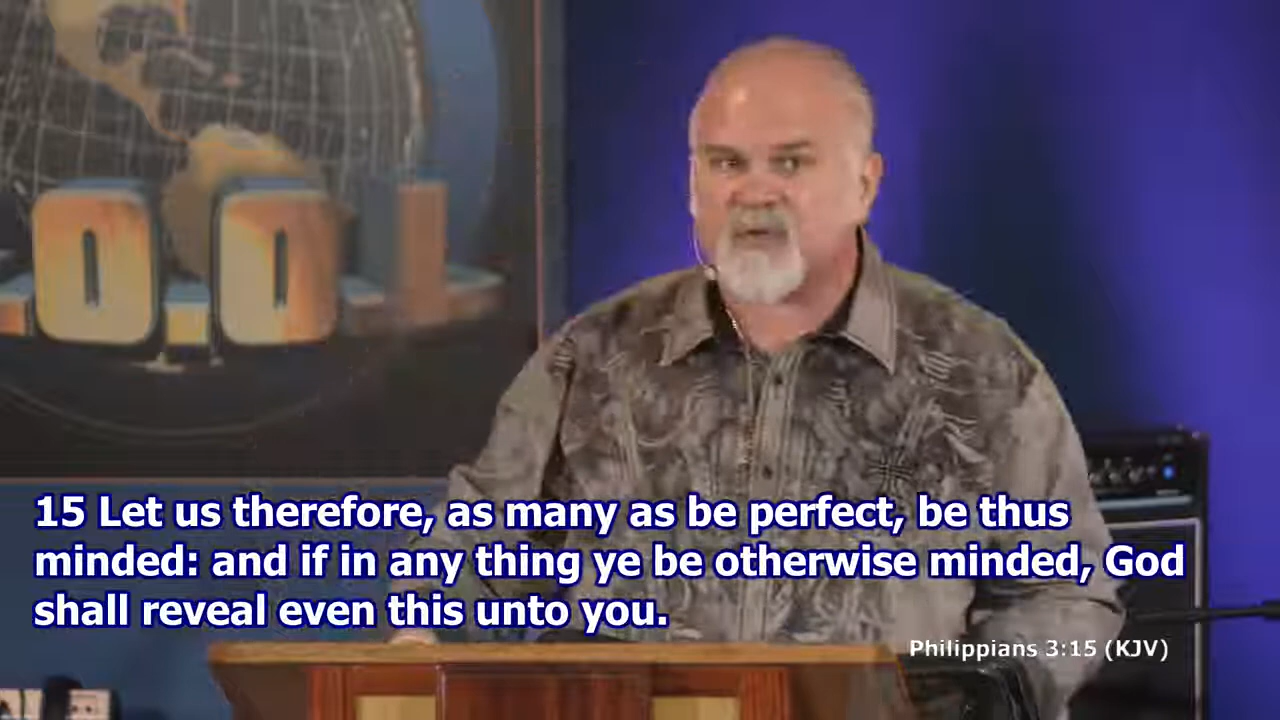 .O.O.L
15 Let us therefore, as many as be perfect, be thus
minded: and if in any thing ye be otherwise minded, God
shall reveal even this unto you.
Philippians 3:15 (KJV)